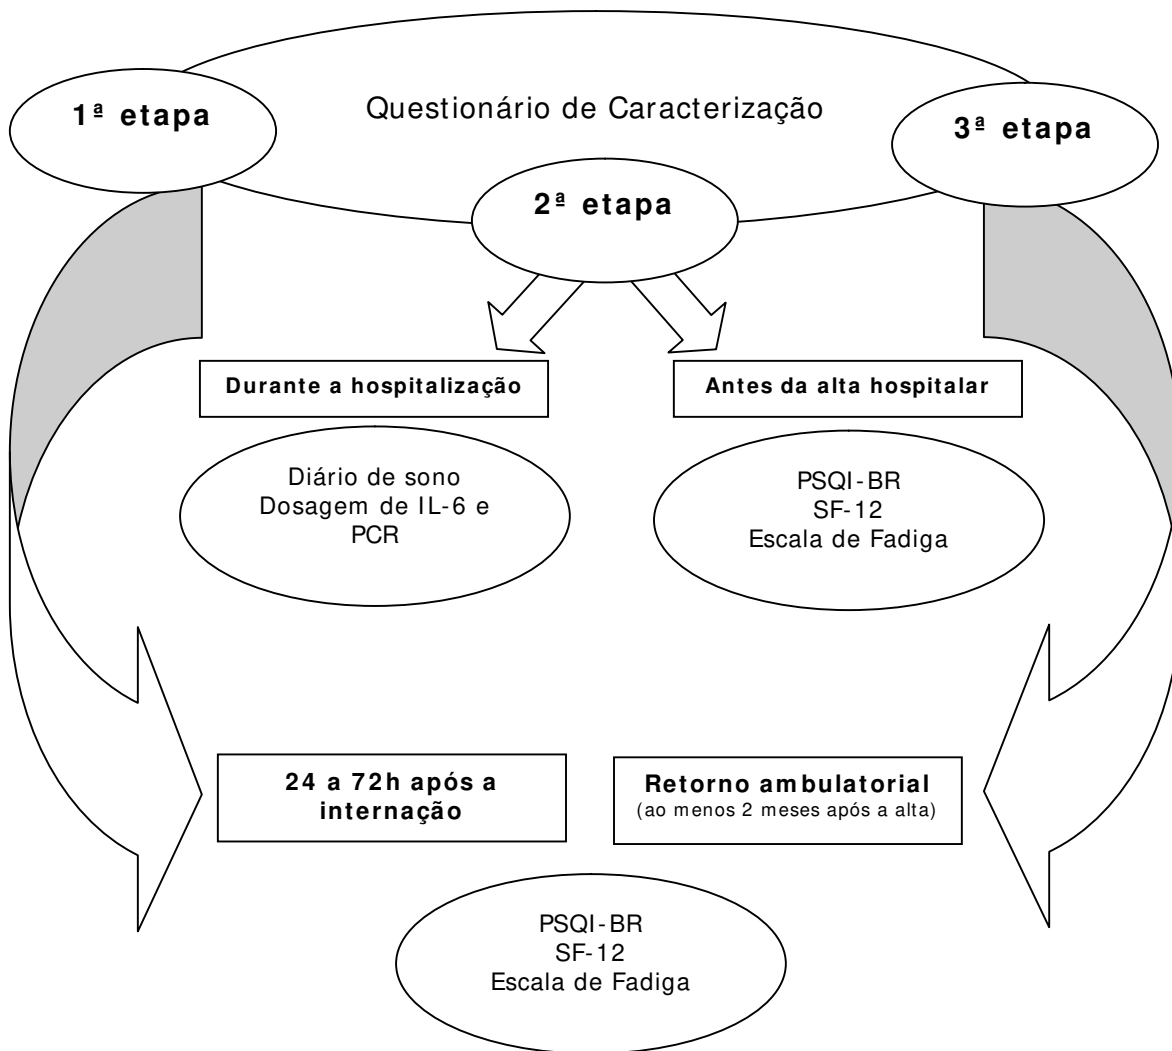 1ª etapa
Questionário de Caracterização
3ª etapa
2ª etapa
Durante a hospitalização
Antes da alta hospitalar
Diário de sono
Dosagem de IL-6 e
PCR
PSQI-BR
SF-12
Escala de Fadiga
24 a 72h após a
internação
Retorno ambulatorial
(ao menos 2 meses após a alta)
PSQI-BR
SF-12
Escala de Fadiga